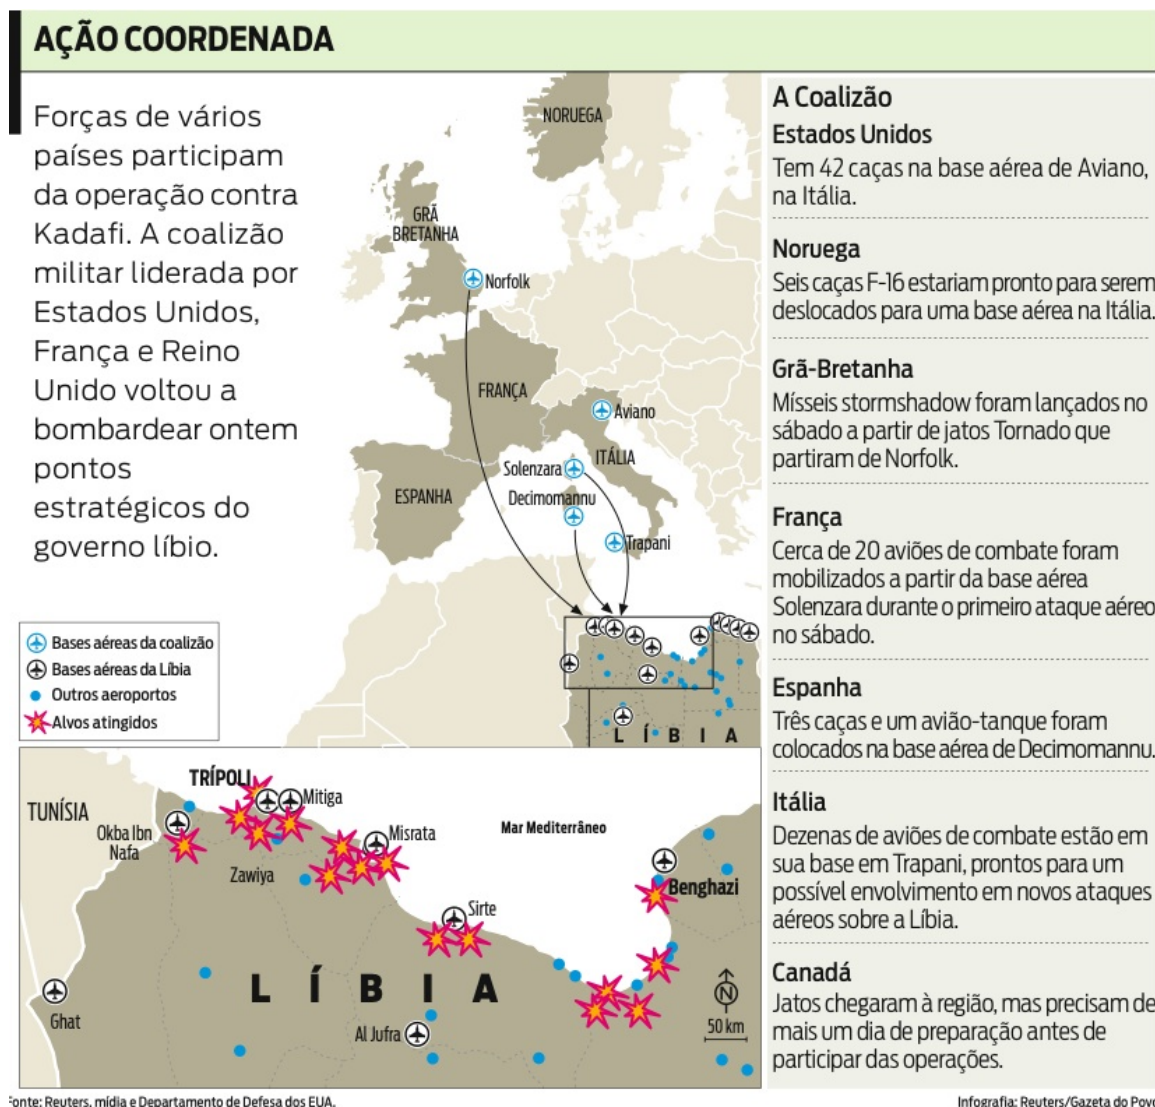 AÇÃO COORDENADA
Forças de vários
países participam
da operação contra
Kadafi. A coalizão
militar liderada por
Estados Unidos,
França e Reino
Unido voltou a
bombardear ontem
pontos
estratégicos do
governo líbio.
Bases aéreas da coalizão
Bases aéreas da Líbia
Outros aeroportos
Alvos atingidos
NORUEGA
GRÃ
BRETANHA
Norfolk
FRANÇA
Aviano
ITÁLIA
Solenzara
Decimomannu
ESPANHA
Trapani
LÍBIA
TRÍPOLI
Mitiga
TUNÍSIA
Okba Ibn
Nafa
Misrata
Mar Mediterrâneo
Zawiya
Benghazi
Sirte
LÍBIA
N
Ghat
Al Jufra
50 km
A Coalizão
Estados Unidos
Tem 42 caças na base aérea de Aviano,
na Itália.
Noruega
Seis caças F-16 estariam pronto para serem
deslocados para uma base aérea na Itália.
Grã-Bretanha
Mísseis stormshadow foram lançados no
sábado a partir de jatos Tornado que
partiram de Norfolk.
França
Cerca de 20 aviões de combate foram
mobilizados a partir da base aérea
Solenzara durante o primeiro ataque aéreo
no sábado.
Espanha
Três caças e um avião-tanque foram
colocados na base aérea de Decimomannu.
Itália
Dezenas de aviões de combate estão em
sua base em Trapani, prontos para um
possível envolvimento em novos ataques
aéreos sobre a Líbia.
Canadá
Jatos chegaram à região, mas precisam de
mais um dia de preparação antes de
participar das operações.
Fonte: Reuters, mídia e Departamento de Defesa dos EUA.
Infografia: Reuters/Gazeta do Povo